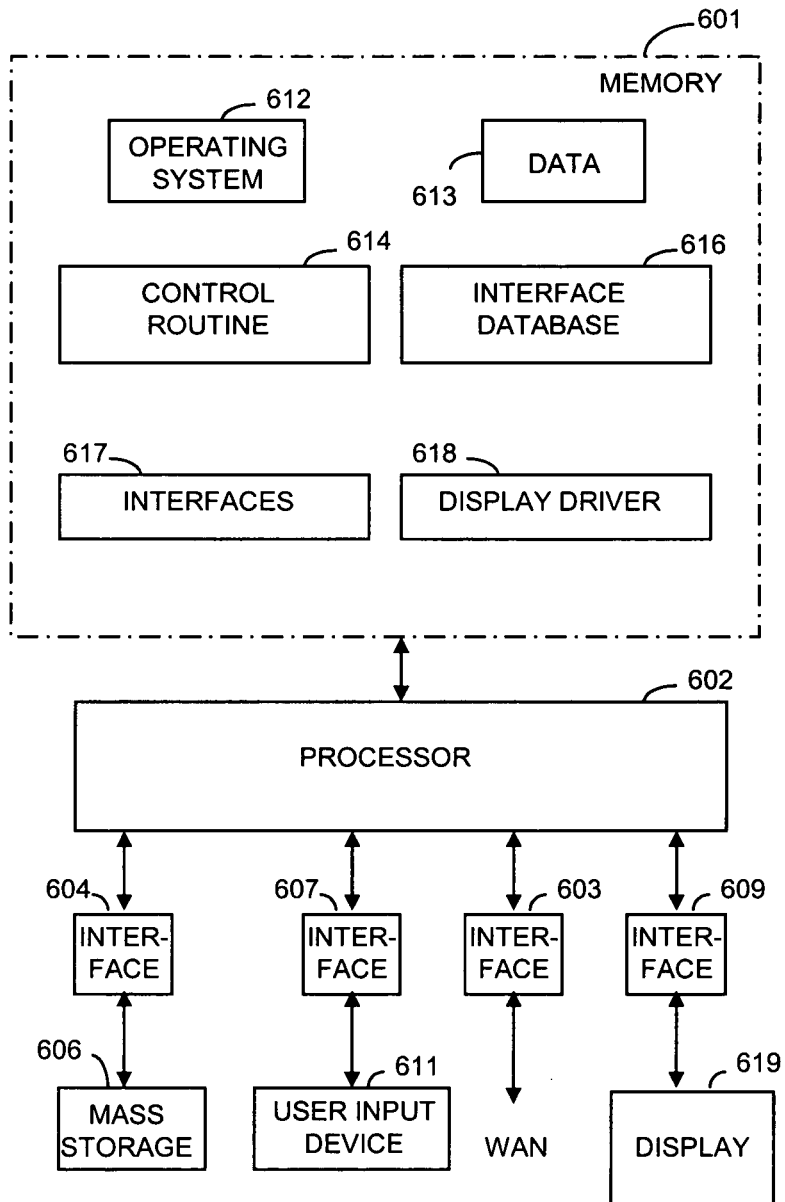 601
MEMORY
612
OPERATING
SYSTEM
DATA
613
614
CONTROL
ROUTINE
616
INTERFACE
DATABASE
617
INTERFACES
618
DISPLAY DRIVER
602
PROCESSOR
604
INTER-
FACE
607
INTER-
FACE
603
INTER-
FACE
609
INTER-
FACE
606
MASS
STORAGE
611
USER INPUT
DEVICE
WAN
619
DISPLAY